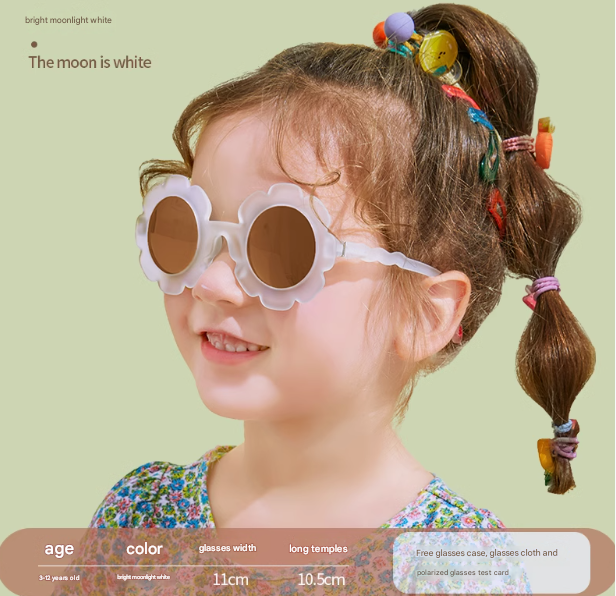 bright moonlight white
The moon is white
age
color
glasses width
long temples
3-12 years old
bright moonlight white
11cm
10.5cm
Free glasses case, glasses cloth and
polarized glasses test card